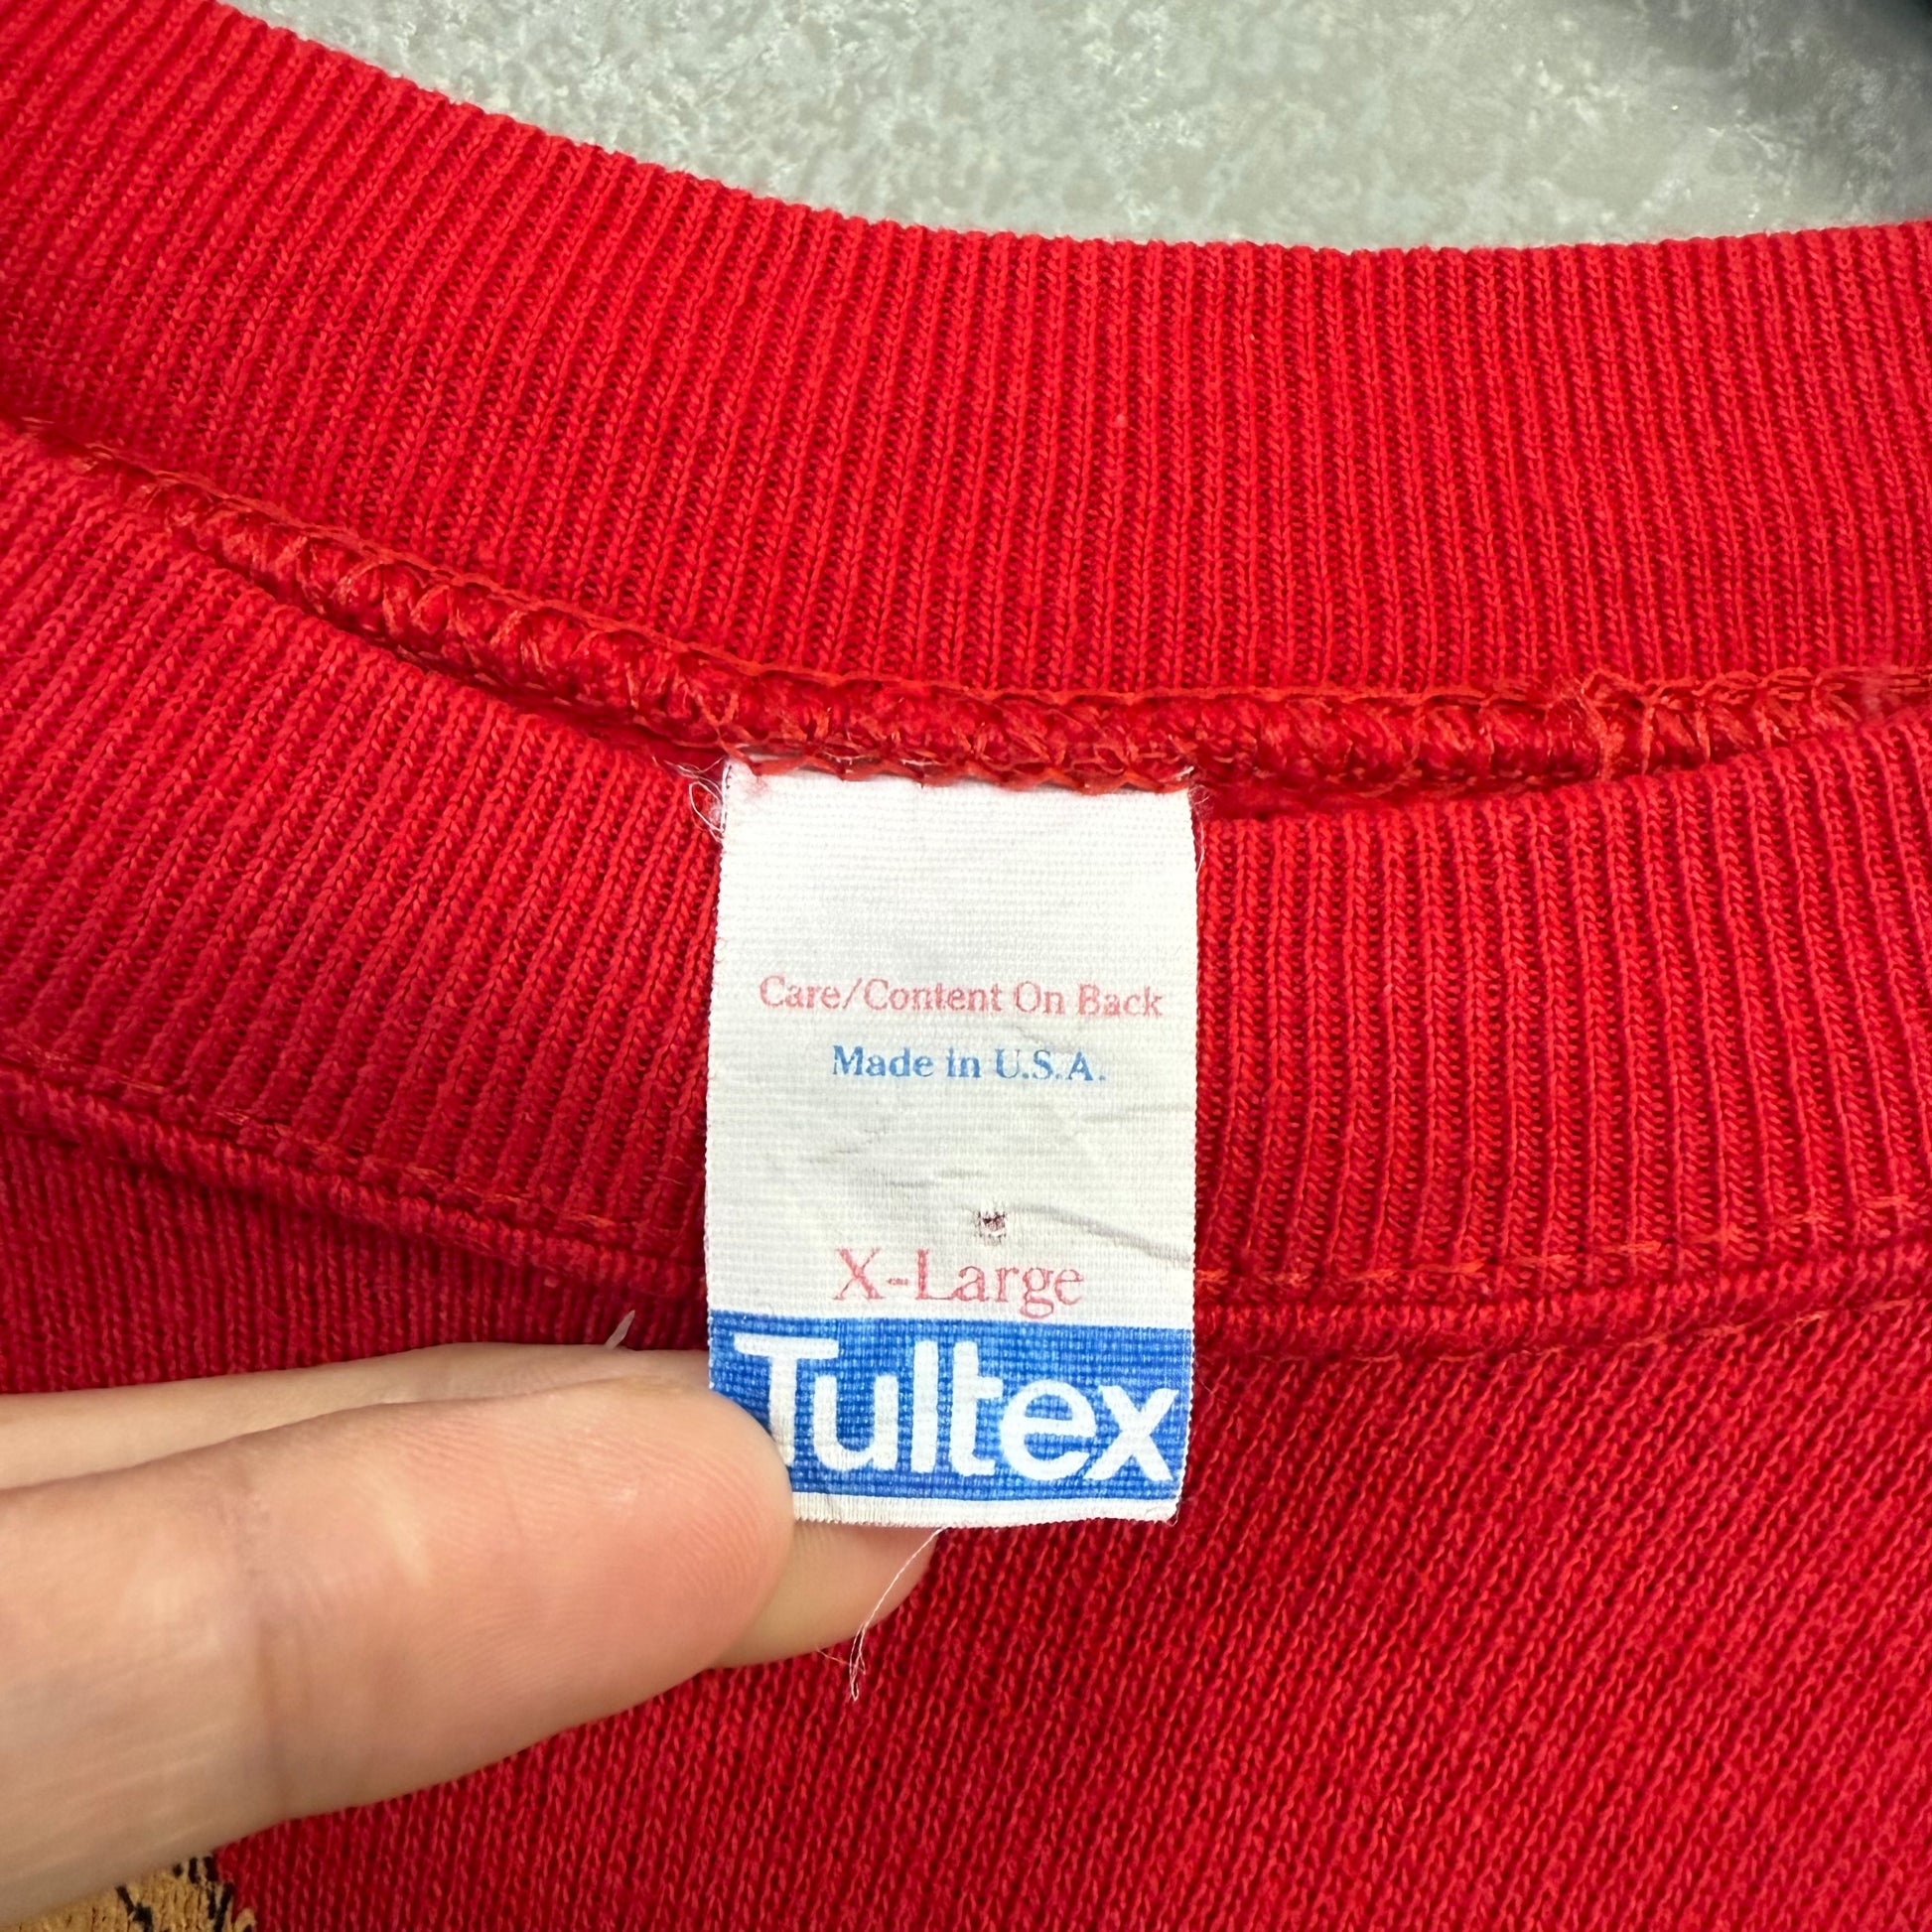 Care/Content On Back
Made in U.S.A.
X-Large
Tultex